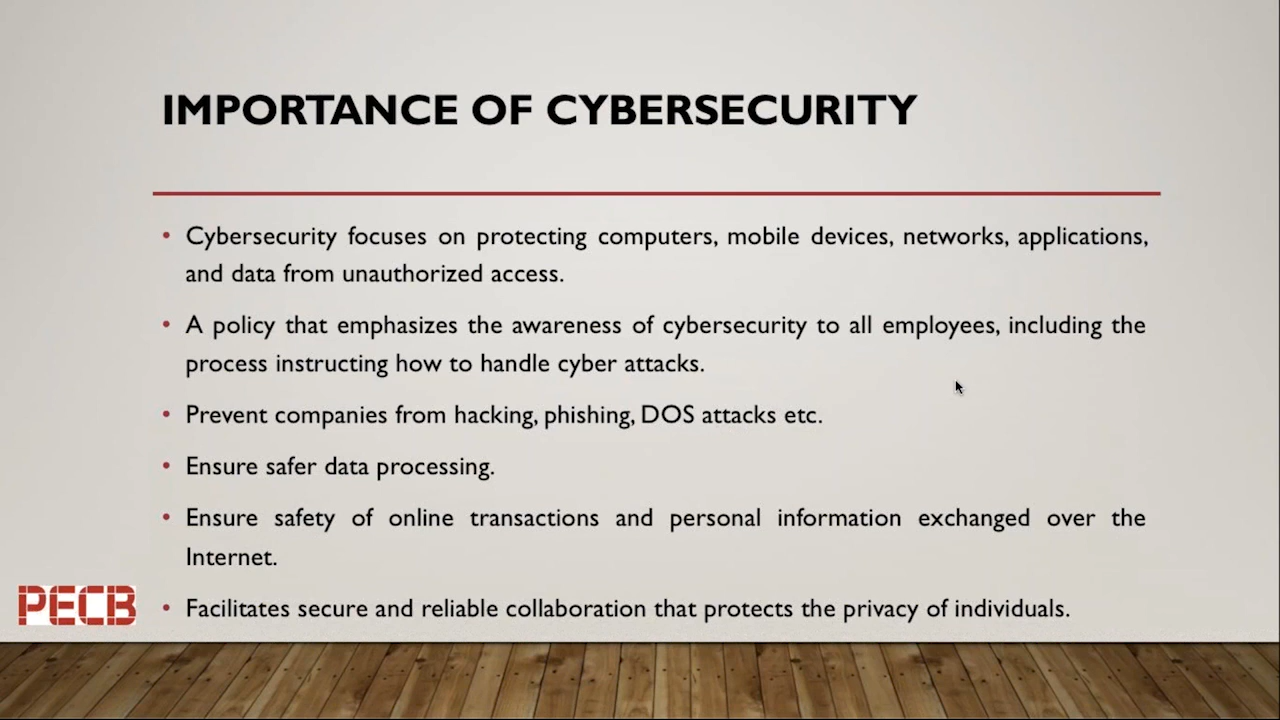 IMPORTANCE OF CYBERSECURITY
• Cybersecurity focuses on protecting computers, mobile devices, networks, applications,
and data from unauthorized access.
• A policy that emphasizes the awareness of cybersecurity to all employees, including the
process instructing how to handle cyber attacks.
• Prevent companies from hacking, phishing, DOS attacks etc.
• Ensure safer data processing.
• Ensure safety of online transactions and personal information exchanged over the
Internet.
• Facilitates secure and reliable collaboration that protects the privacy of individuals.
PECB